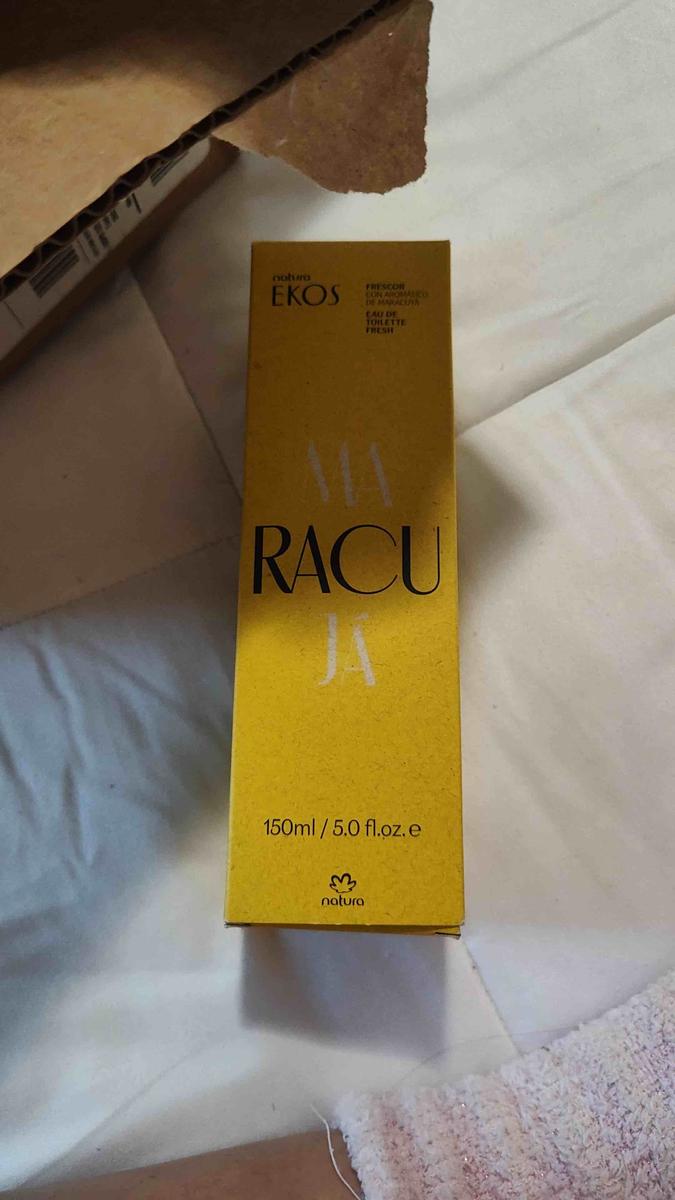 natura
EKOS
FRESCOR
CON AROMÁTICO
DE MARACUYÁ
EAU DE
TOILETTE
FRESH
MA
RACU
JÁ
150ml / 5.0 fl.oz. e
natura